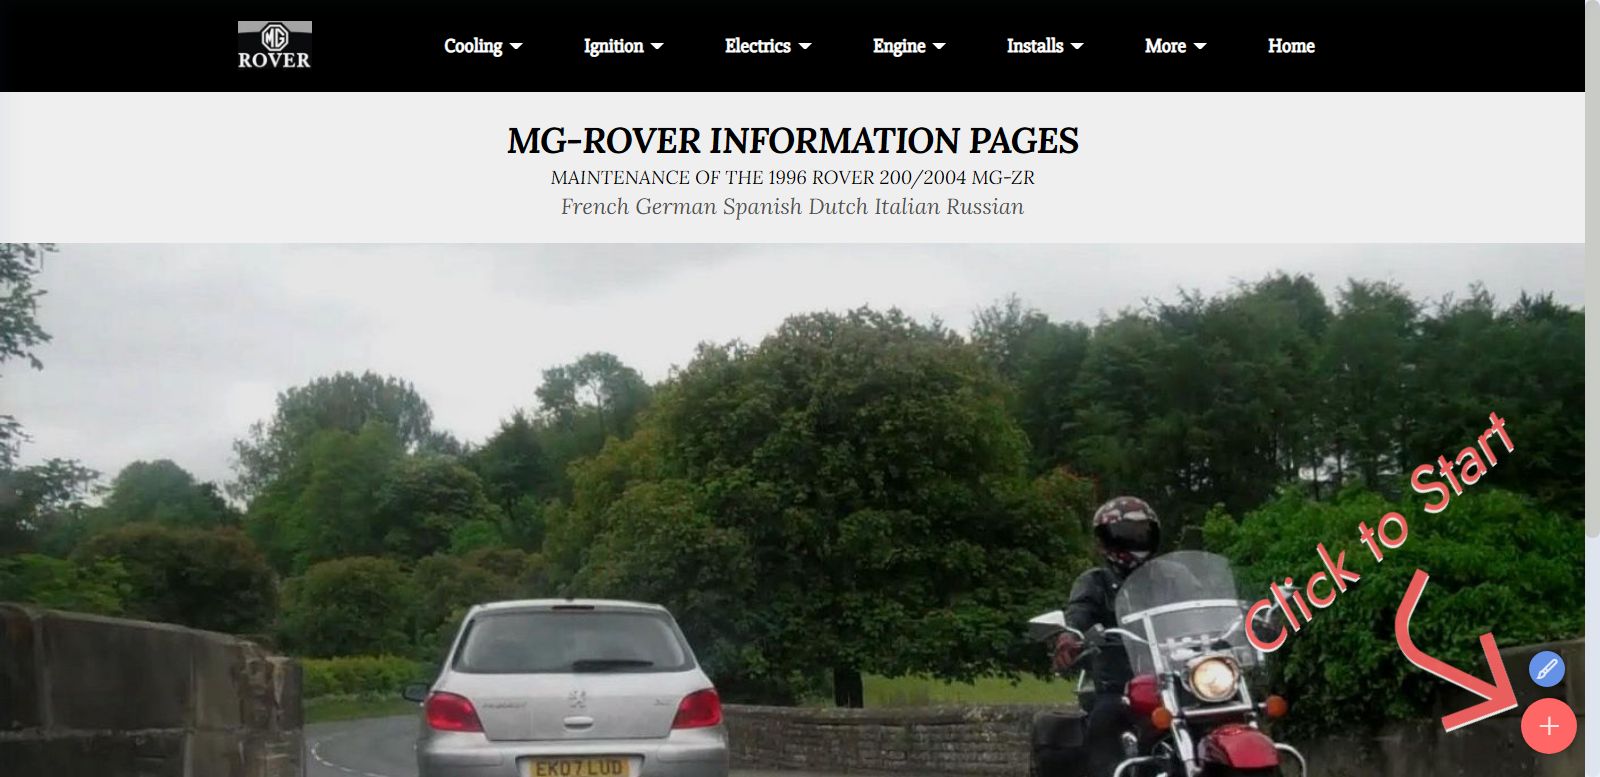 MG
ROVER
Cooling
Ignition
Electrics
Engine
Installs
More
Home
MG-ROVER INFORMATION PAGES
MAINTENANCE OF THE 1996 ROVER 200/2004 MG-ZR
French German Spanish Dutch Italian Russian
Click to Start
EK07 LUD